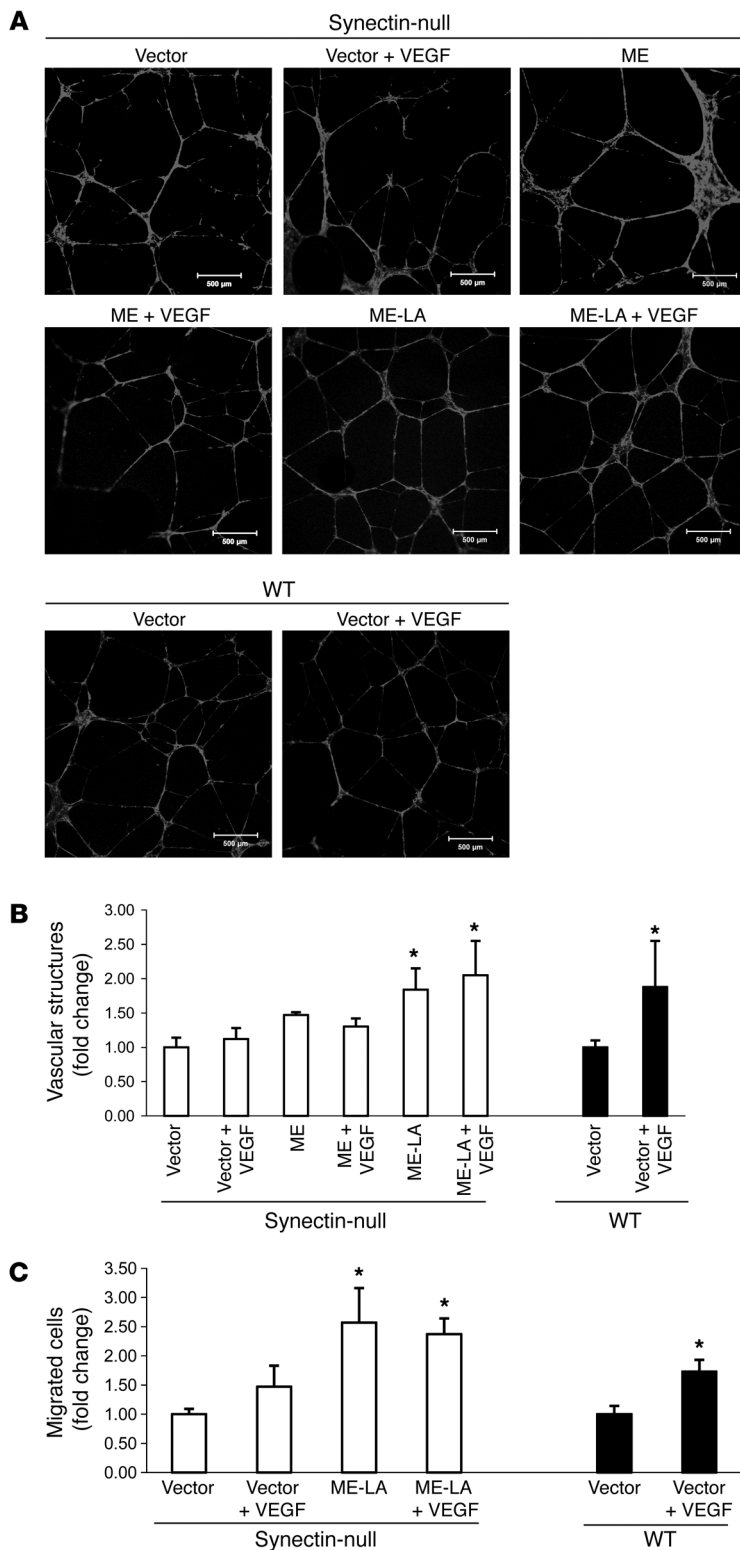 A
Synectin-null
Vector
Vector + VEGF
ME
500 µm
500 µm
500 µm
ME + VEGF
ME-LA
ME-LA + VEGF
500 µm
500 µm
500 µm
WT
Vector
Vector + VEGF
500 µm
500 µm
B
Vascular structures
(fold change)
3.00
2.50
2.00
1.50
1.00
0.50
0.00
*
*
*
Vector
Vector +
VEGF
ME
ME +
VEGF
ME-LA
ME-LA +
VEGF
Vector
Vector +
VEGF
Synectin-null
WT
C
Migrated cells
(fold change)
3.50
3.00
2.50
2.00
1.50
1.00
0.50
0.00
*
*
*
Vector
Vector
+ VEGF
ME-LA
ME-LA
+ VEGF
Vector
Vector
+ VEGF
Synectin-null
WT